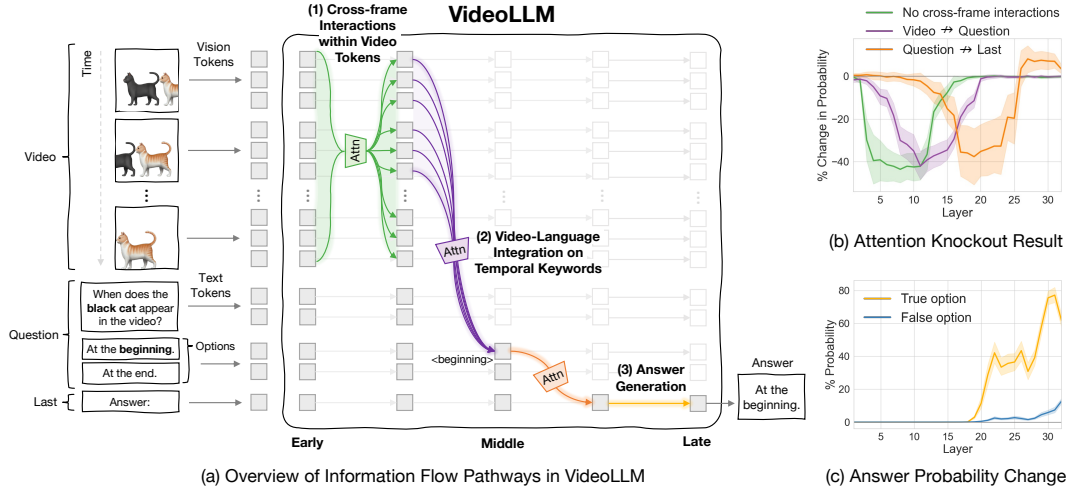 VideoLLM
(1) Cross-frame
Interactions
within Video
Tokens
Vision
Tokens
Time
Video
Attn
(2) Video-Language
Integration on
Temporal Keywords
Attn
Text
Tokens
Question
When does the
black cat appear
in the video?
At the beginning.
At the end.
Options
<beginning>
Attn
(3) Answer
Generation
Answer
At the
beginning.
Last
Answer:
Early
Middle
Late
(a) Overview of Information Flow Pathways in VideoLLM
No cross-frame interactions
Video ↛ Question
Question ↛ Last
% Change in Probability
0
−20
−40
5 10 15 20 25 30
Layer
(b) Attention Knockout Result
True option
False option
% Probability
80
60
40
20
0
5 10 15 20 25 30
Layer
(c) Answer Probability Change